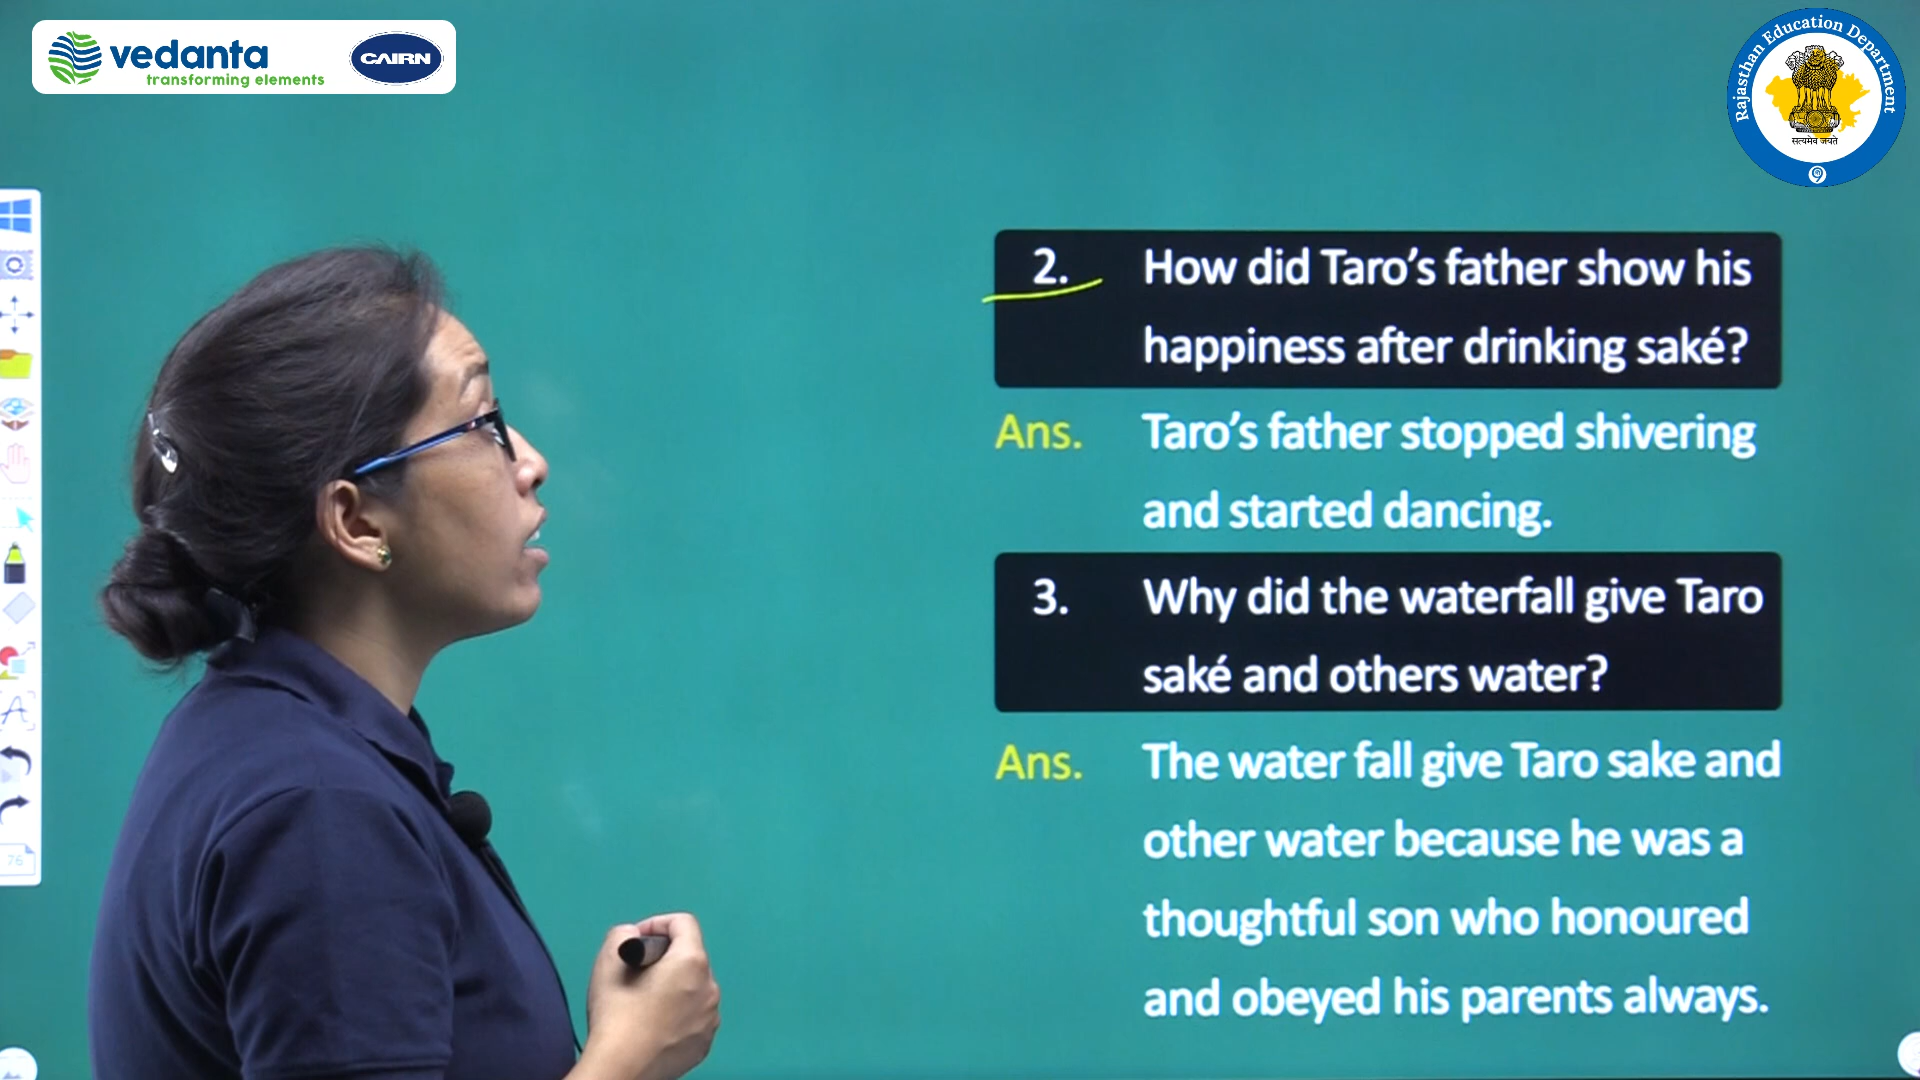 vedanta
transforming elements
CAIRN
Rajasthan Education Department
सत्यमेव जयते
2. How did Taro’s father show his
happiness after drinking saké?
Ans. Taro’s father stopped shivering
and started dancing.
3. Why did the waterfall give Taro
saké and others water?
Ans. The water fall give Taro sake and
other water because he was a
thoughtful son who honoured
and obeyed his parents always.
76